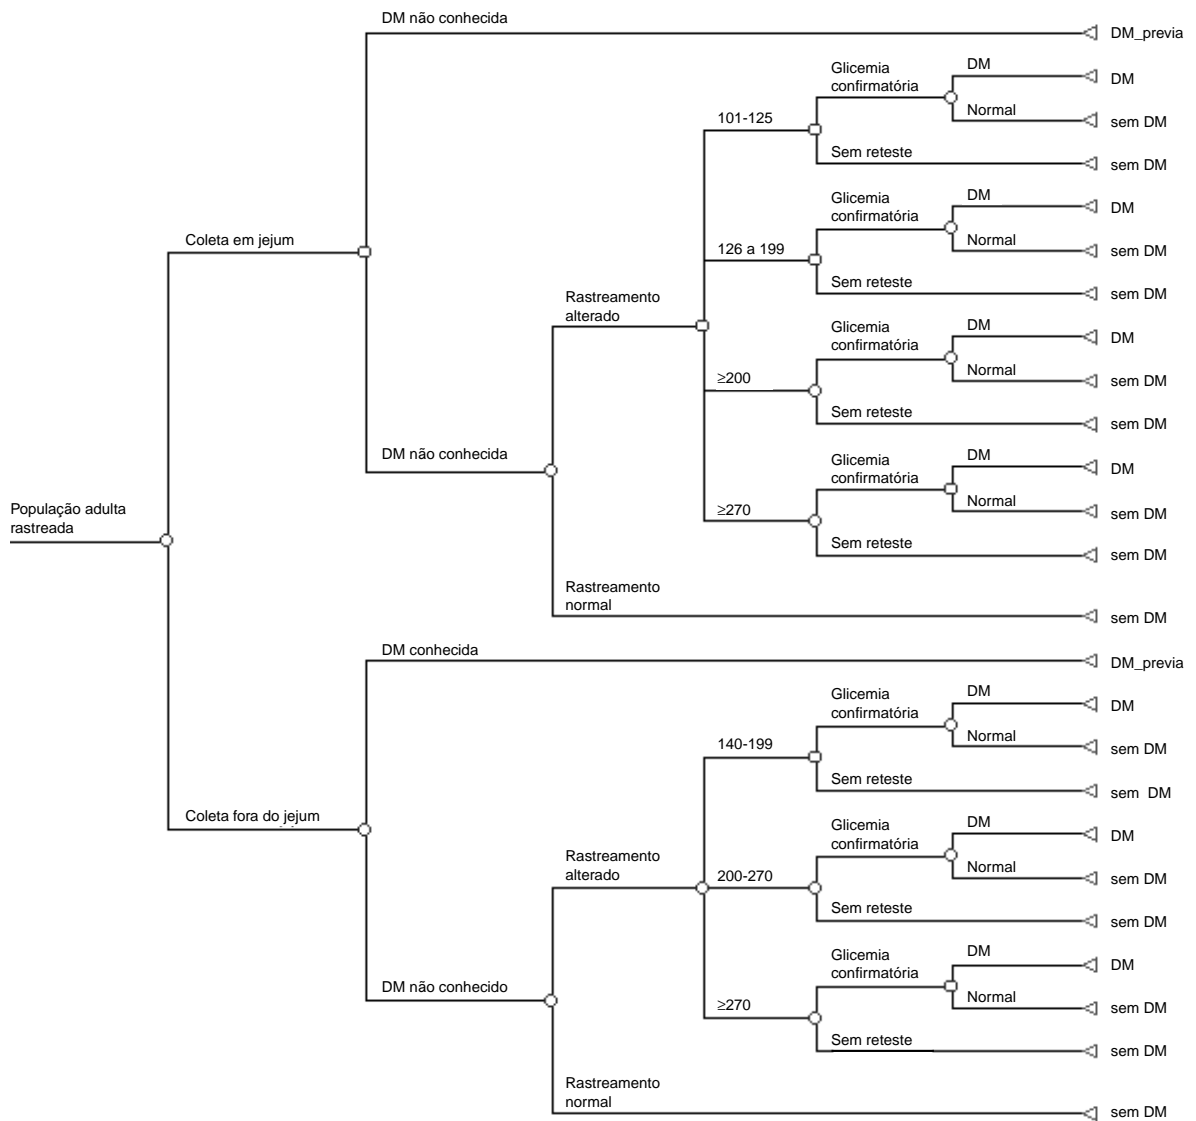 DM não conhecida
DM_previa
Glicemia
confirmatória
DM
DM
Normal
sem DM
101-125
Sem reteste
sem DM
Glicemia
confirmatória
DM
DM
Coleta em jejum
126 a 199
Normal
sem DM
Sem reteste
sem DM
Rastreamento
alterado
Glicemia
confirmatória
DM
DM
≥200
Normal
sem DM
Sem reteste
sem DM
DM não conhecida
Glicemia
confirmatória
DM
DM
≥270
Normal
sem DM
População adulta
rastreada
Sem reteste
sem DM
Rastreamento
normal
sem DM
DM conhecida
DM_previa
Glicemia
confirmatória
DM
DM
140-199
Normal
sem DM
Sem reteste
sem DM
Coleta fora do jejum
Glicemia
confirmatória
DM
DM
Rastreamento
alterado
200-270
Normal
sem DM
Sem reteste
sem DM
Glicemia
confirmatória
DM
DM
DM não conhecido
≥270
Normal
sem DM
Sem reteste
sem DM
Rastreamento
normal
sem DM